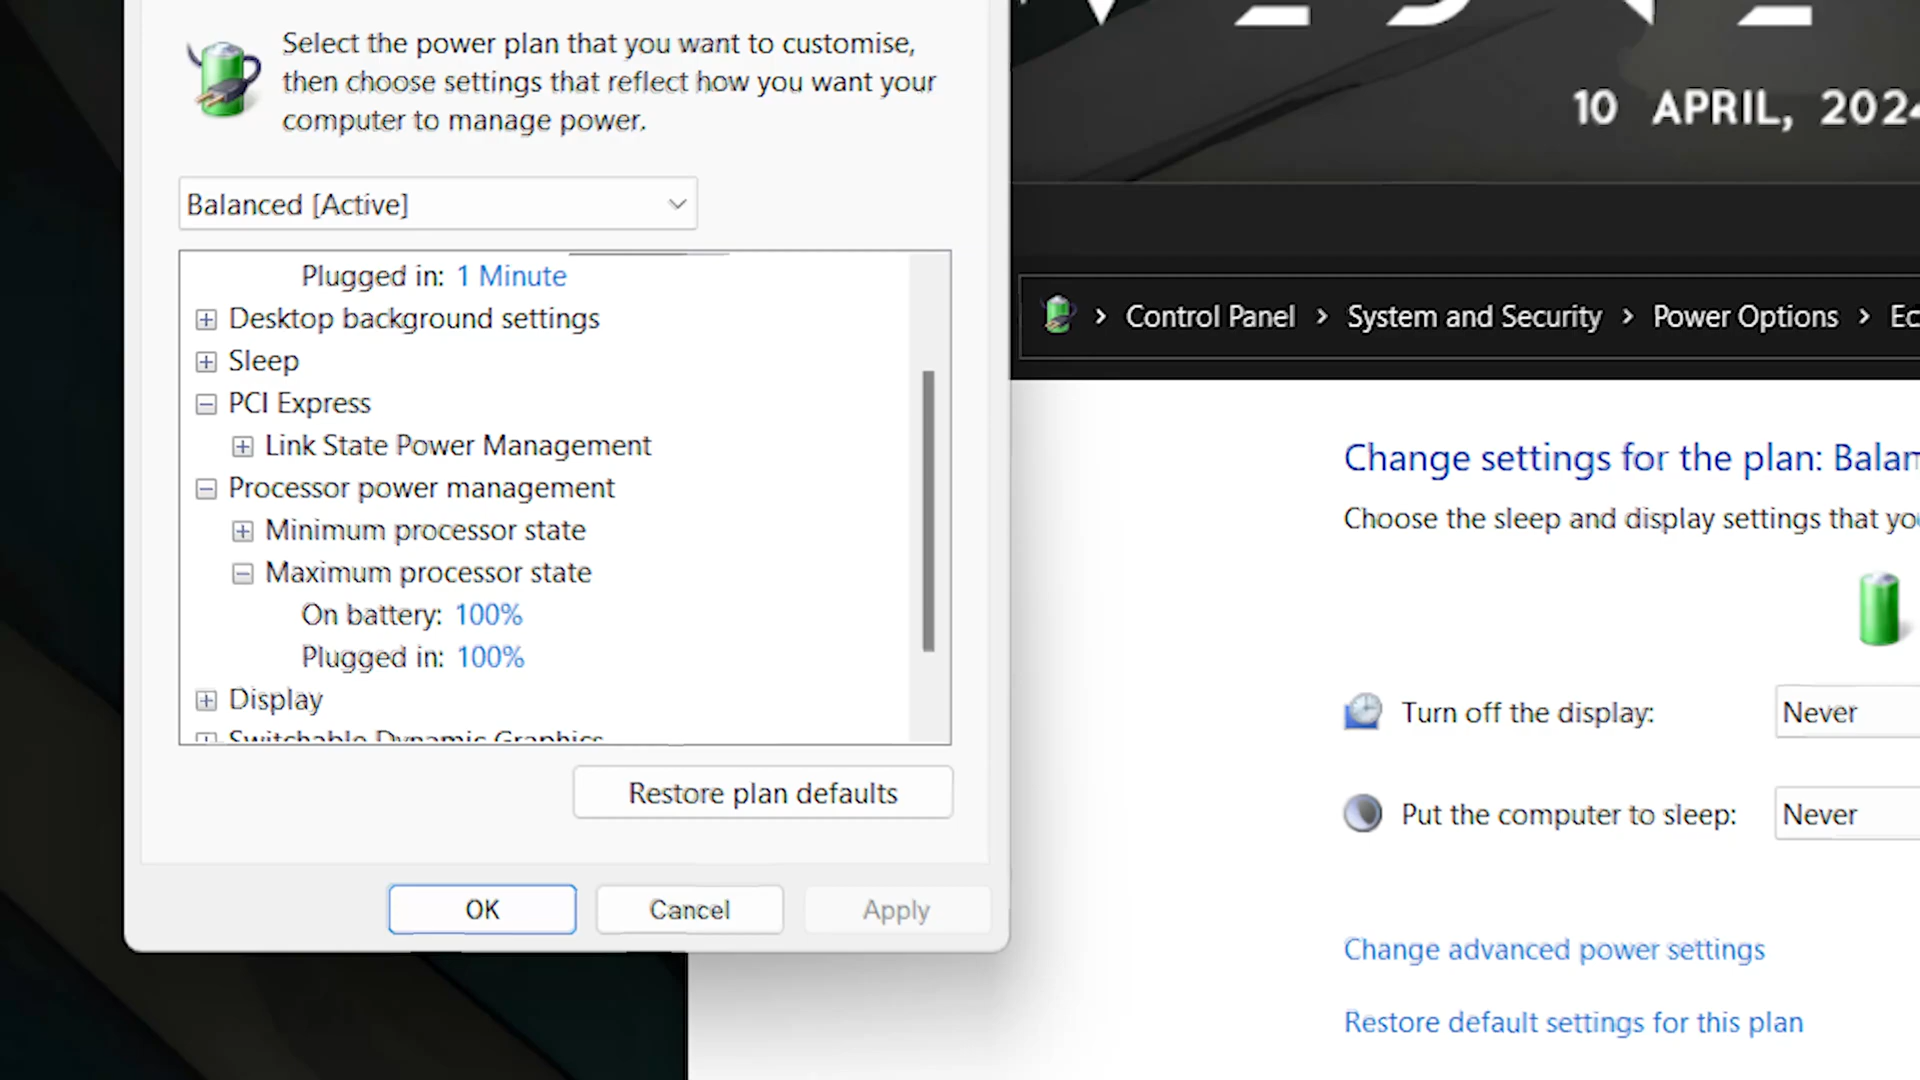 Select the power plan that you want to customise,
then choose settings that reflect how you want your
computer to manage power.
Balanced [Active]
Plugged in: 1 Minute
Desktop background settings
Sleep
PCI Express
Link State Power Management
Processor power management
Minimum processor state
Maximum processor state
On battery: 100%
Plugged in: 100%
Display
Switchable Dynamic Graphics
Restore plan defaults
OK
Cancel
Apply
10 APRIL, 2024
Control Panel > System and Security > Power Options >
Change settings for the plan:
Choose the sleep and display settings that
Turn off the display:
Never
Put the computer to sleep:
Never
Change advanced power settings
Restore default settings for this plan